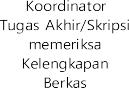 Koordinator
Tugas Akhir/Skripsi
memeriksa
Kelengkapan
Berkas